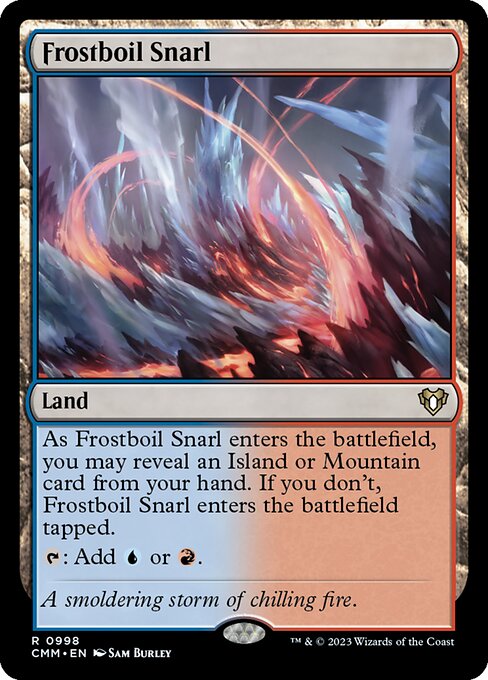 Frostboil Snarl
Land
As Frostboil Snarl enters the battlefield,
you may reveal an Island or Mountain
card from your hand. If you don't,
Frostboil Snarl enters the battlefield
tapped.
: Add or .
A smoldering storm of chilling fire.
R 0998
CMM • EN Sam Burley
™ & © 2023 Wizards of the Coast